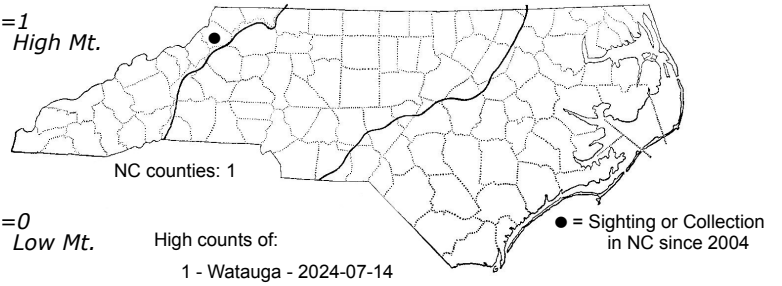 =1
High Mt.
NC counties: 1
=0
Low Mt.
High counts of:
1 - Watauga - 2024-07-14
● = Sighting or Collection
in NC since 2004